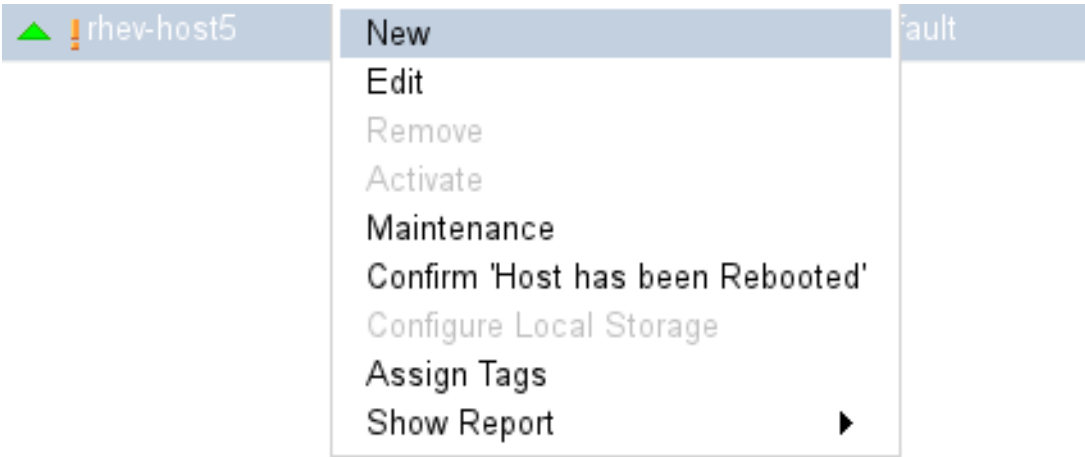 rhev-host5
New
fault
Edit
Remove
Activate
Maintenance
Confirm 'Host has been Rebooted'
Configure Local Storage
Assign Tags
Show Report